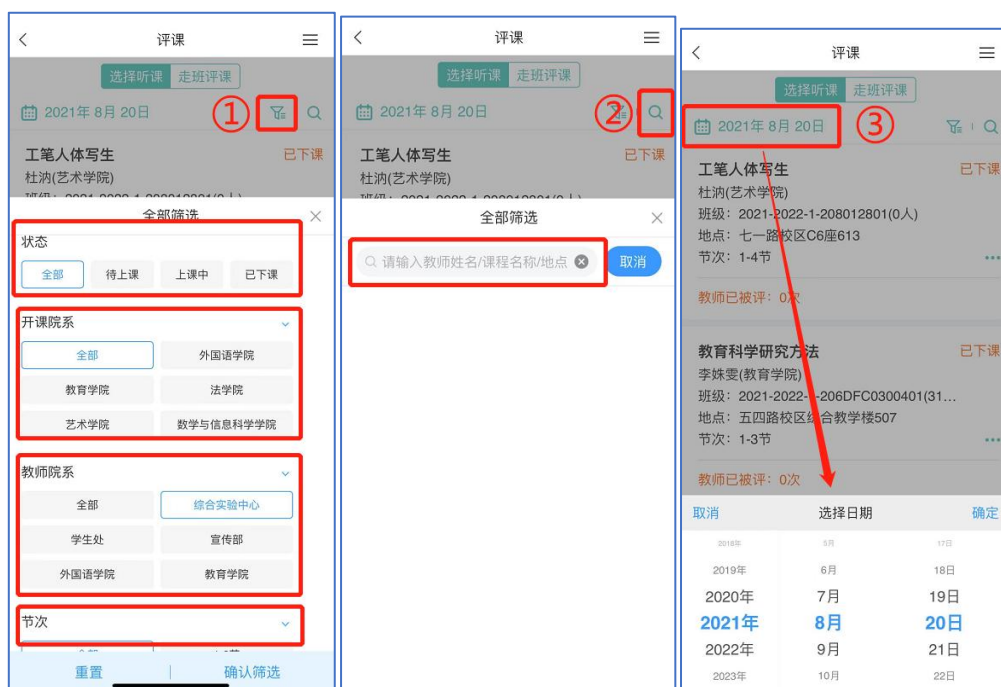 评课
选择听课 走班评课
2021年 8月 20日 ①
工笔人体写生 已下课
杜汭(艺术学院)
班级：2021-2022-1-208012801(0人)
全部筛选
状态
全部 待上课 上课中 已下课
开课院系
全部 外国语学院
教育学院 法学院
艺术学院 数学与信息科学学院
教师院系
全部 综合实验中心
学生处 宣传部
外国语学院 教育学院
节次
重置 确认筛选
评课
选择听课 走班评课
2021年 8月 20日 ②
工笔人体写生 已下课
杜汭(艺术学院)
班级：2021-2022-1-208012801(0人)
全部筛选
请输入教师姓名/课程名称/地点 取消
评课
选择听课 走班评课
2021年 8月 20日 ③
工笔人体写生 已下课
杜汭(艺术学院)
班级：2021-2022-1-208012801(0人)
地点：七一路校区C6座613
节次：1-4节
教师已被评：0次
教育科学研究方法 已下课
李姝雯(教育学院)
班级：2021-2022-1-206DFC0300401(31...
地点：五四路校区综合教学楼507
节次：1-3节
教师已被评：0次
取消 选择日期 确定
2018年 5月 17日
2019年 6月 18日
2020年 7月 19日
2021年 8月 20日
2022年 9月 21日
2023年 10月 22日